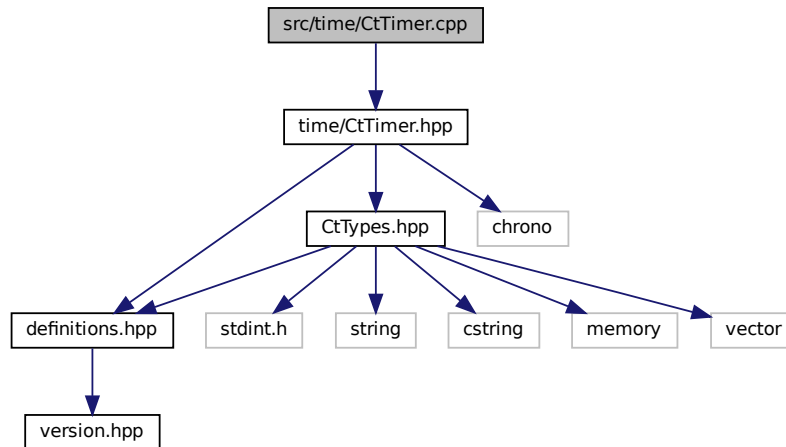 src/time/CtTimer.cpp
time/CtTimer.hpp
CtTypes.hpp
chrono
definitions.hpp
stdint.h
string
cstring
memory
vector
version.hpp